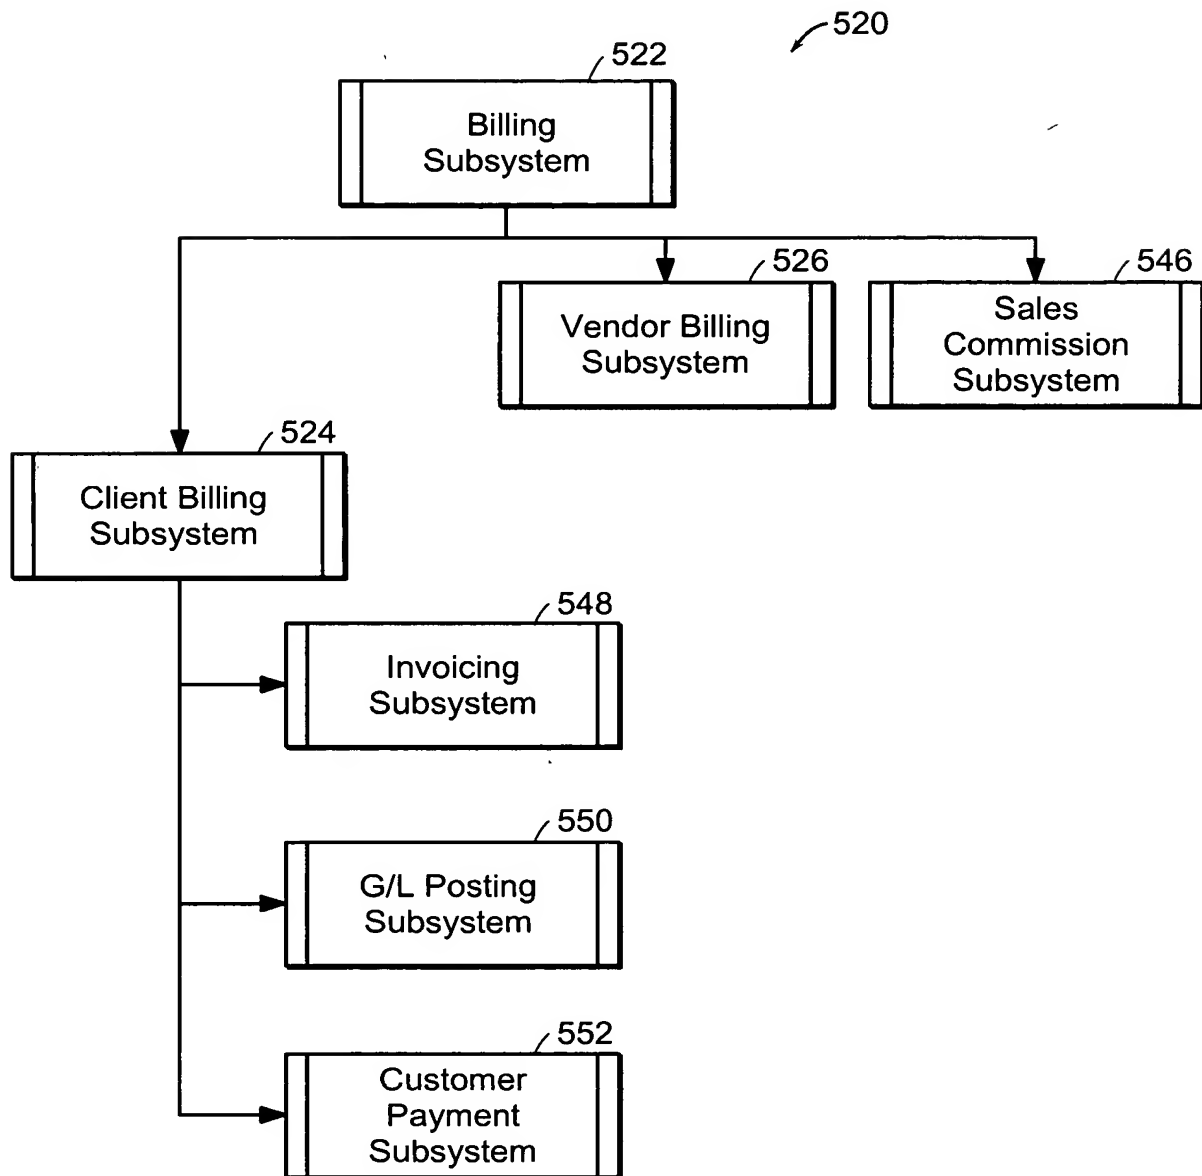 520
522
Billing
Subsystem
526
Vendor Billing
Subsystem
546
Sales
Commission
Subsystem
524
Client Billing
Subsystem
548
Invoicing
Subsystem
550
G/L Posting
Subsystem
552
Customer
Payment
Subsystem